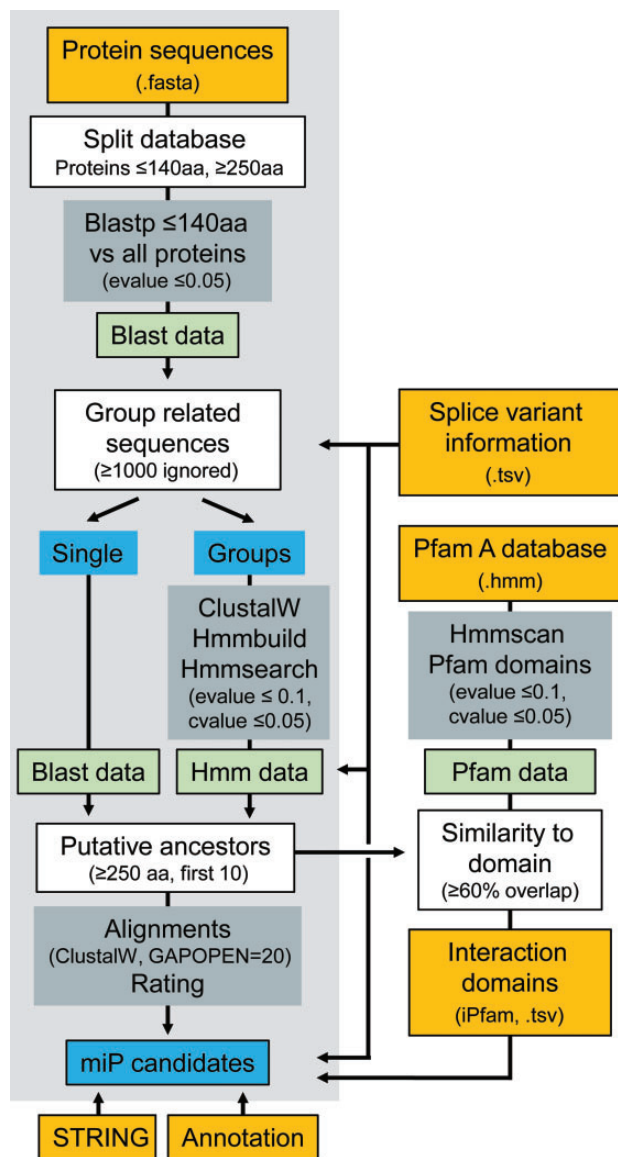 Protein sequences
(.fasta)
Split database
Proteins ≤140aa, ≥250aa
Blastp ≤140aa
vs all proteins
(evalue ≤0.05)
Blast data
Group related
sequences
(≥1000 ignored)
Splice variant
information
(.tsv)
Single
Groups
Pfam A database
(.hmm)
ClustalW
Hmmbuild
Hmmsearch
(evalue ≤ 0.1,
cvalue ≤0.05)
Hmmscan
Pfam domains
(evalue ≤0.1,
cvalue ≤0.05)
Blast data
Hmm data
Pfam data
Putative ancestors
(≥250 aa, first 10)
Similarity to
domain
(≥60% overlap)
Alignments
(ClustalW, GAPOPEN=20)
Rating
Interaction
domains
(iPfam, .tsv)
miP candidates
STRING
Annotation